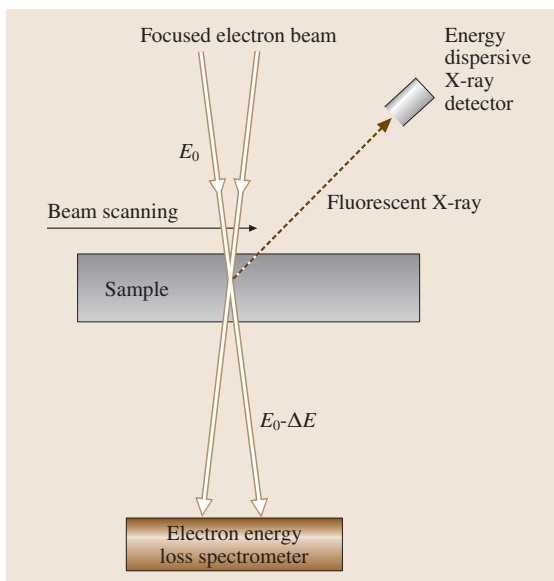 Focused electron beam
Energy
dispersive
X-ray
detector
E₀
Fluorescent X-ray
Beam scanning
Sample
E₀-ΔE
Electron energy
loss spectrometer